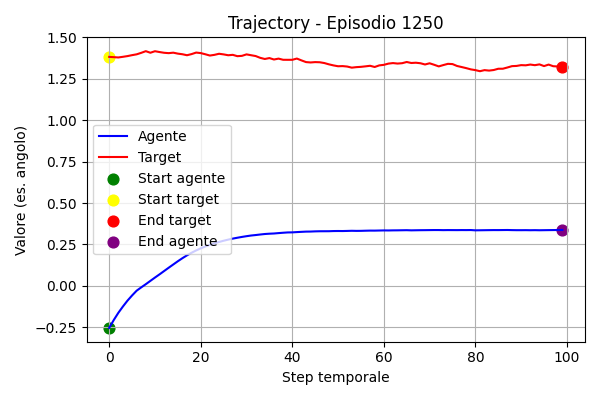 Trajectory - Episodio 1250
Valore (es. angolo)
1.50
1.25
1.00
0.75
0.50
0.25
0.00
−0.25
Agente
Target
Start agente
Start target
End target
End agente
0 20 40 60 80 100
Step temporale